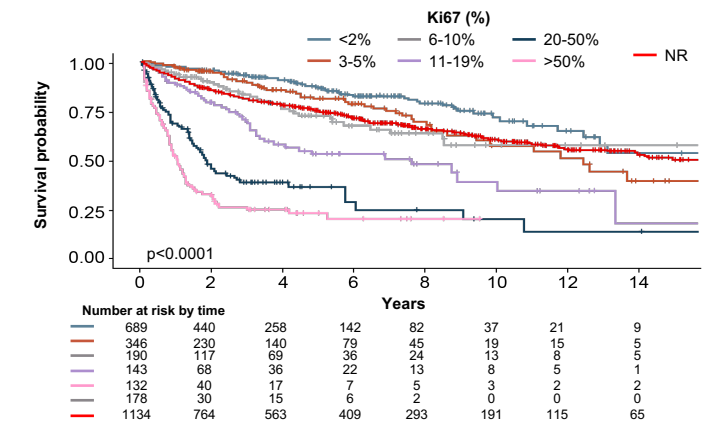 Ki67 (%)
<2% 6-10% 20-50%
3-5% 11-19% >50% NR
Survival probability
1.00
0.75
0.50
0.25
0.00
p<0.0001
0 2 4 6 8 10 12 14
Years
Number at risk by time
689 440 258 142 82 37 21 9
346 230 140 79 45 19 15 5
190 117 69 36 24 13 8 5
143 68 36 22 13 8 5 1
132 40 17 7 5 3 2 2
178 30 15 6 2 0 0 0
1134 764 563 409 293 191 115 65